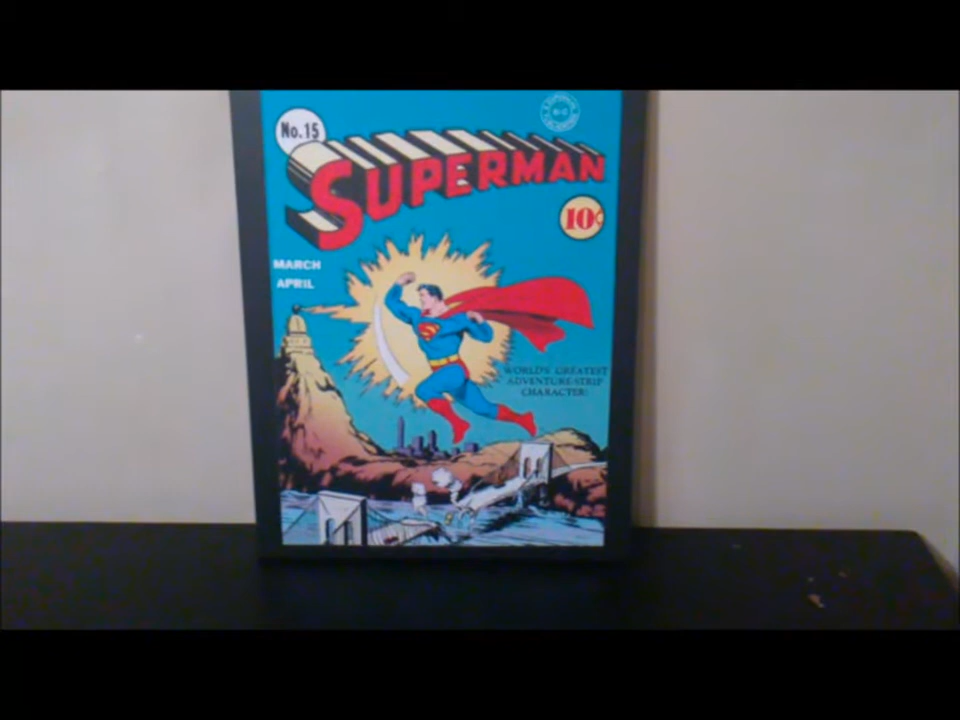 No. 15
SUPERMAN
10¢
MARCH
APRIL
WORLD'S GREATEST
ADVENTURE-STRIP
CHARACTER!